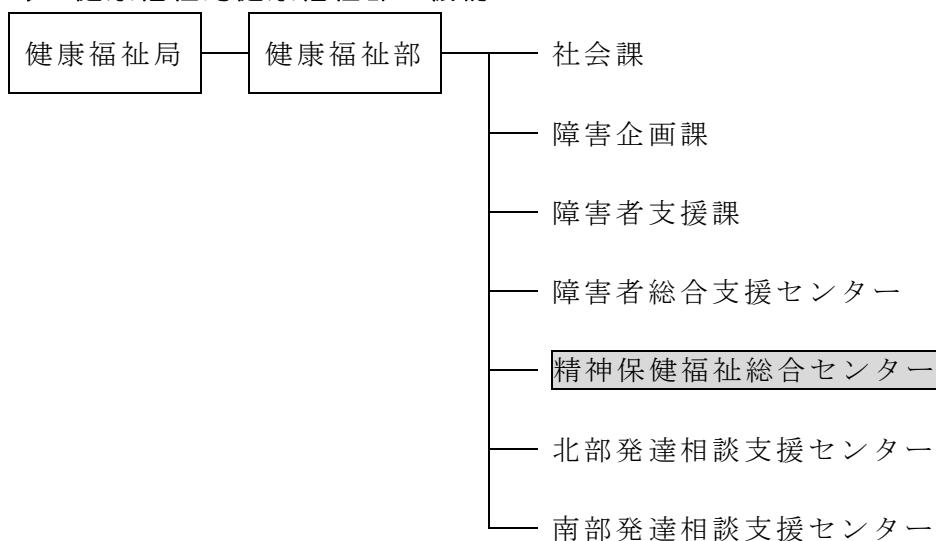 健康福祉局 健康福祉部 社会課
障害企画課
障害者支援課
障害者総合支援センター
精神保健福祉総合センター
北部発達相談支援センター
南部発達相談支援センター